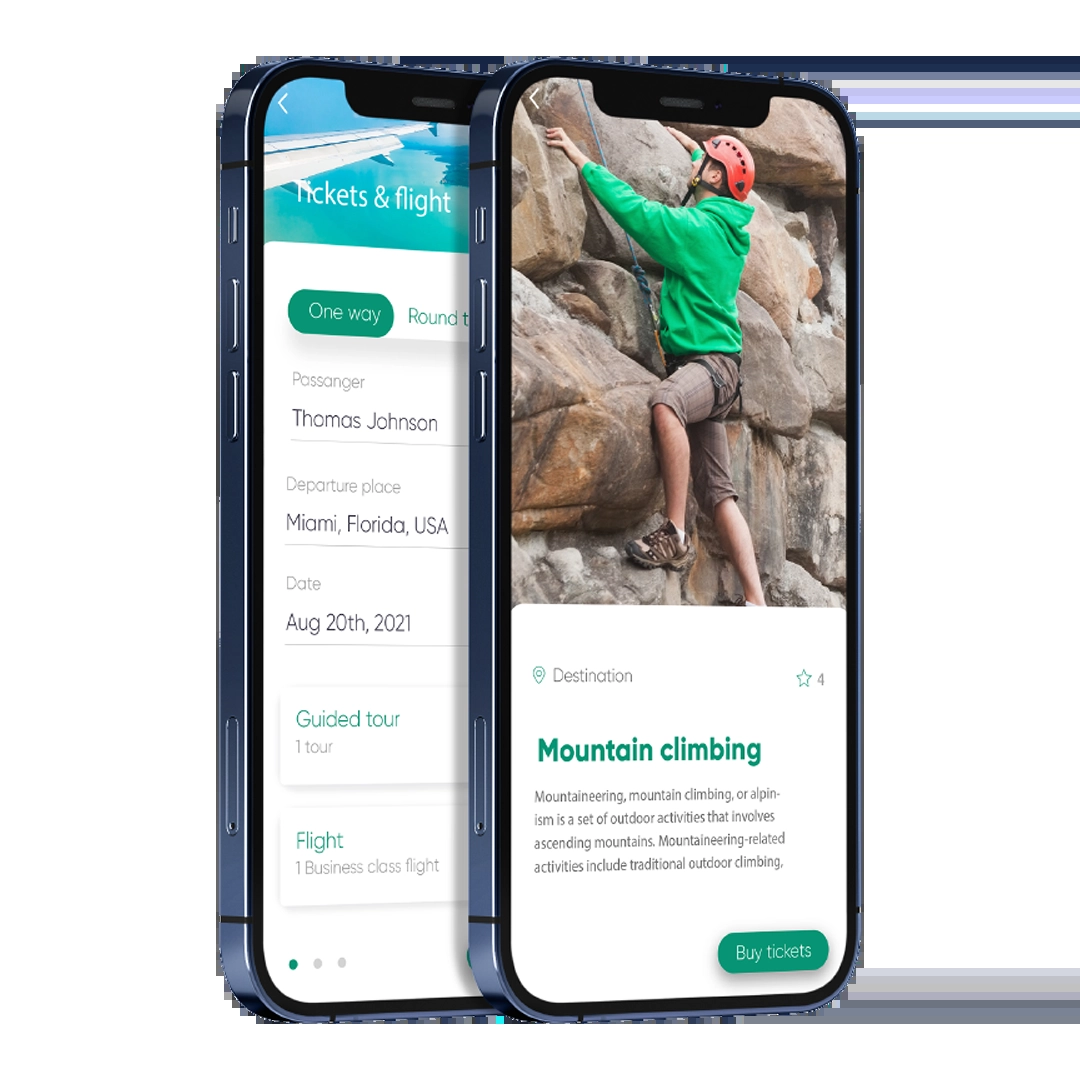 Tickets & flight
One way
Round t
Passanger
Thomas Johnson
Departure place
Miami, Florida, USA
Date
Aug 20th, 2021
Guided tour
1 tour
Flight
1 Business class flight
Destination
4
Mountain climbing
Mountaineering, mountain climbing, or alpin-
ism is a set of outdoor activities that involves
ascending mountains. Mountaineering-related
activities include traditional outdoor climbing,
Buy tickets